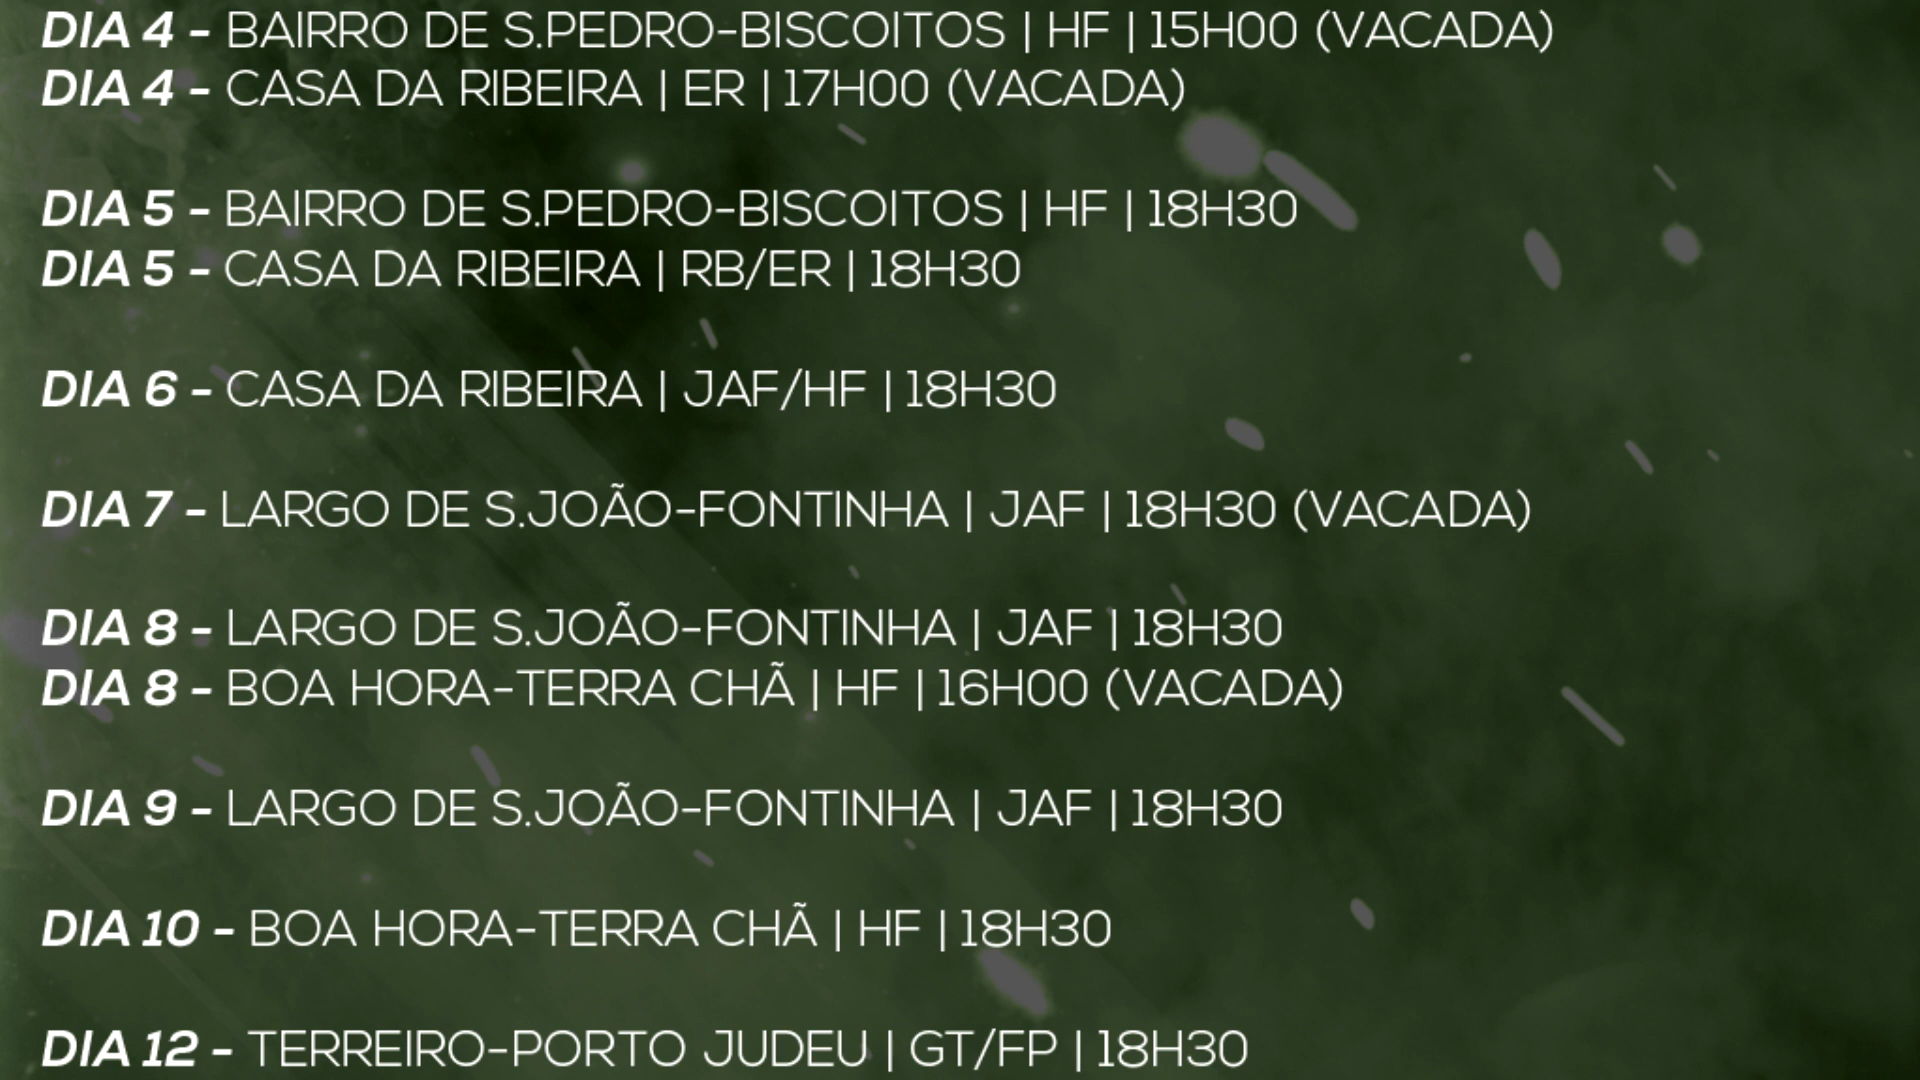 DIA 4 - BAIRRO DE S.PEDRO-BISCOITOS | HF | 15H00 (VACADA)
DIA 4 - CASA DA RIBEIRA | ER | 17H00 (VACADA)
DIA 5 - BAIRRO DE S.PEDRO-BISCOITOS | HF | 18H30
DIA 5 - CASA DA RIBEIRA | RB/ER | 18H30
DIA 6 - CASA DA RIBEIRA | JAF/HF | 18H30
DIA 7 - LARGO DE S.JOÃO-FONTINHA | JAF | 18H30 (VACADA)
DIA 8 - LARGO DE S.JOÃO-FONTINHA | JAF | 18H30
DIA 8 - BOA HORA-TERRA CHÃ | HF | 16H00 (VACADA)
DIA 9 - LARGO DE S.JOÃO-FONTINHA | JAF | 18H30
DIA 10 - BOA HORA-TERRA CHÃ | HF | 18H30
DIA 12 - TERREIRO-PORTO JUDEU | GT/FP | 18H30